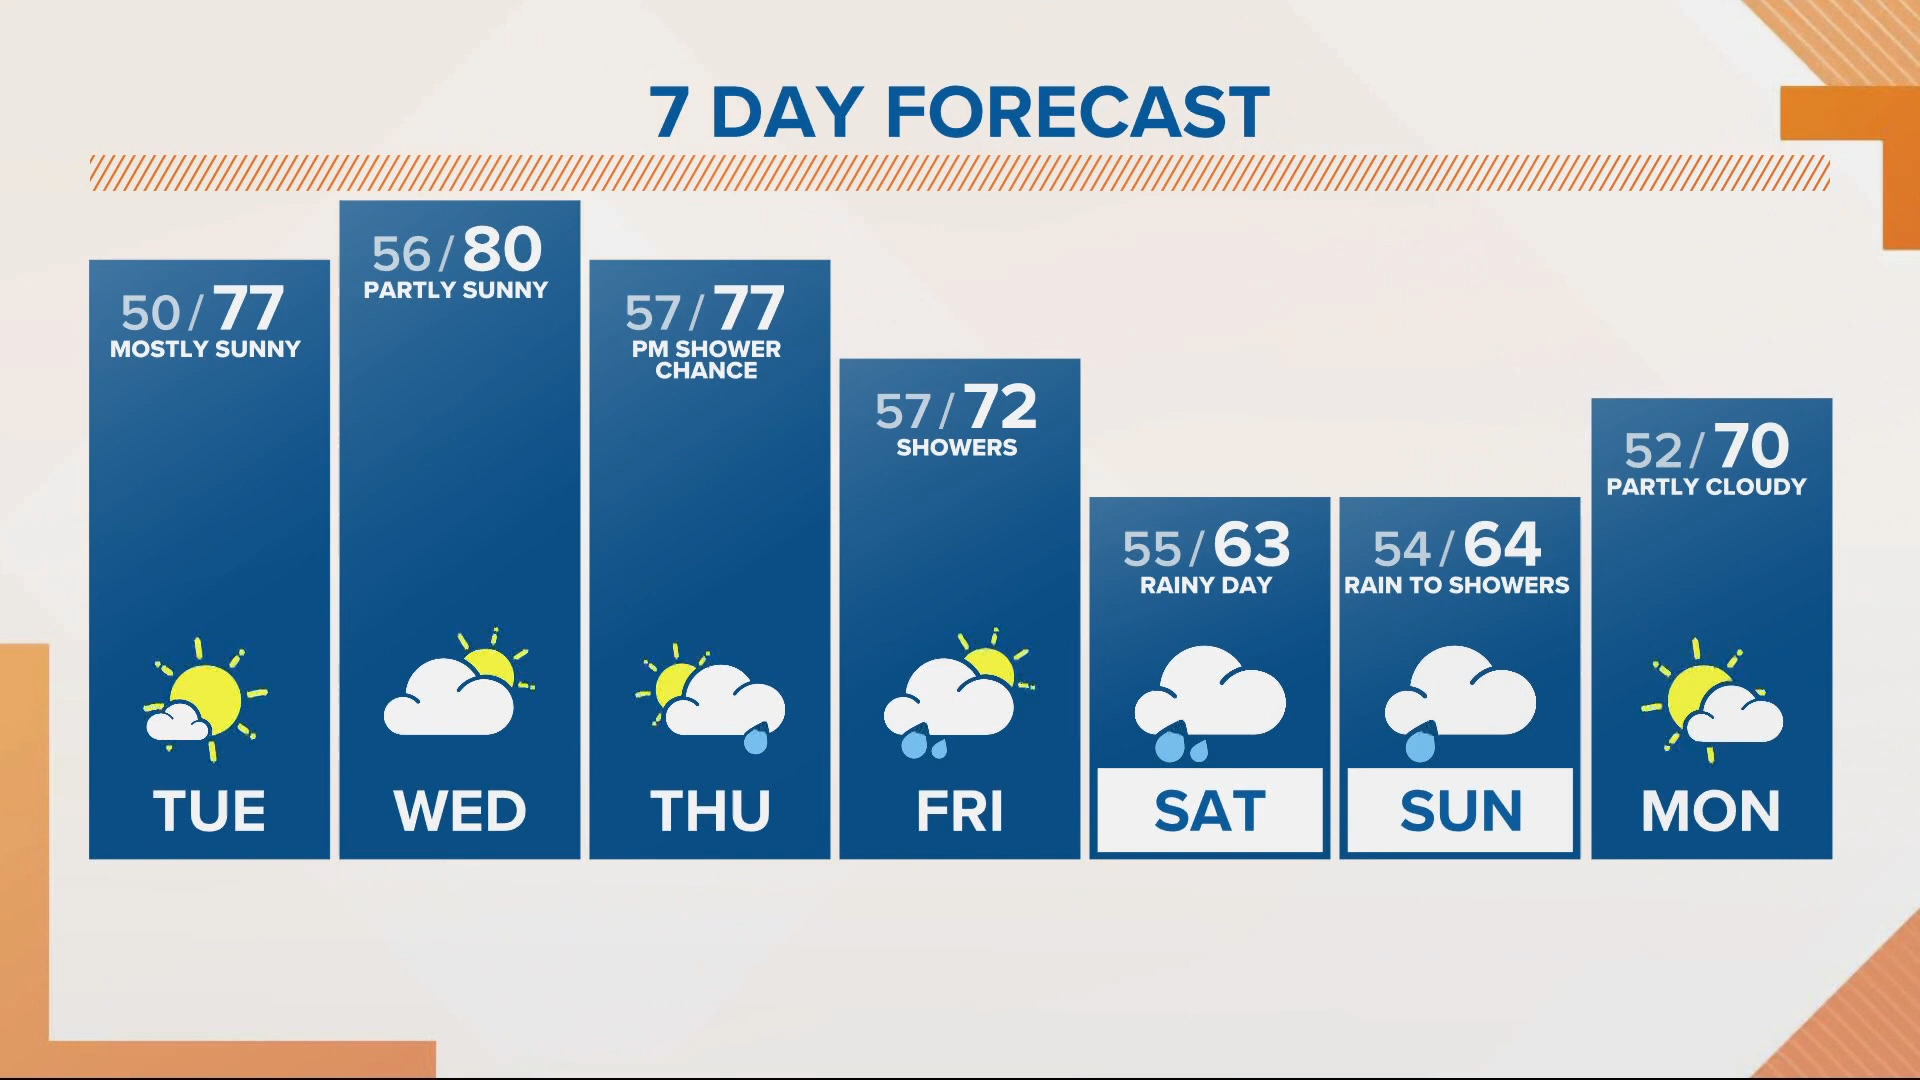 7 DAY FORECAST
50/77
MOSTLY SUNNY
TUE
56/80
PARTLY SUNNY
WED
57/77
PM SHOWER
CHANCE
THU
57/72
SHOWERS
FRI
55/63
RAINY DAY
SAT
54/64
RAIN TO SHOWERS
SUN
52/70
PARTLY CLOUDY
MON